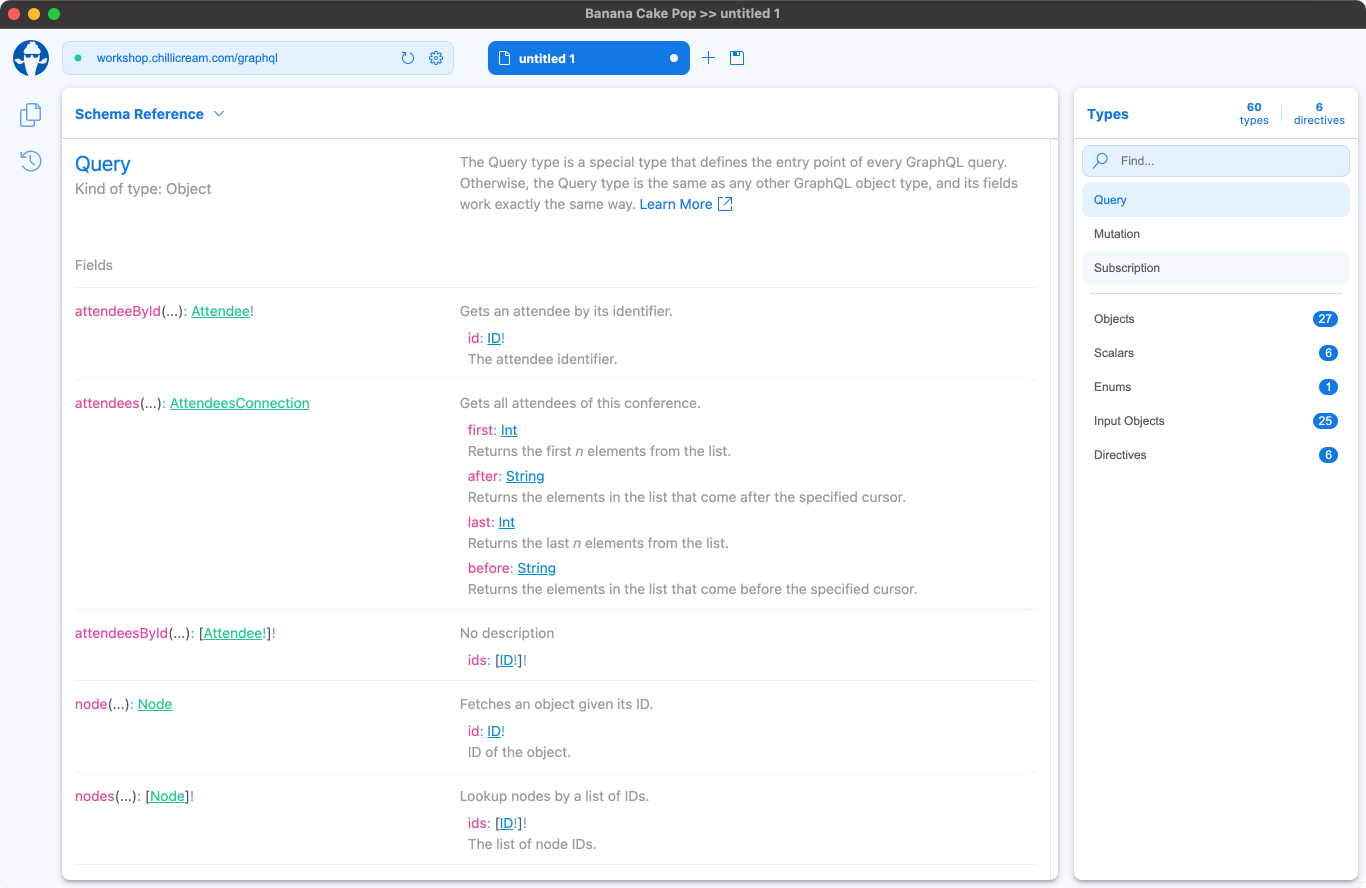 Banana Cake Pop >> untitled 1
workshop.chillicream.com/graphql
untitled 1
Schema Reference
Query
Kind of type: Object
The Query type is a special type that defines the entry point of every GraphQL query.
Otherwise, the Query type is the same as any other GraphQL object type, and its fields
work exactly the same way. Learn More
Fields
attendeeById(...): Attendee!
Gets an attendee by its identifier.
id: ID!
The attendee identifier.
attendees(...): AttendeesConnection
Gets all attendees of this conference.
first: Int
Returns the first n elements from the list.
after: String
Returns the elements in the list that come after the specified cursor.
last: Int
Returns the last n elements from the list.
before: String
Returns the elements in the list that come before the specified cursor.
attendeesById(...): [Attendee!]!
No description
ids: [ID!]!
node(...): Node
Fetches an object given its ID.
id: ID!
ID of the object.
nodes(...): [Node]!
Lookup nodes by a list of IDs.
ids: [ID!]!
The list of node IDs.
Types
60 types
6 directives
Find...
Query
Mutation
Subscription
Objects 27
Scalars 6
Enums 1
Input Objects 25
Directives 6